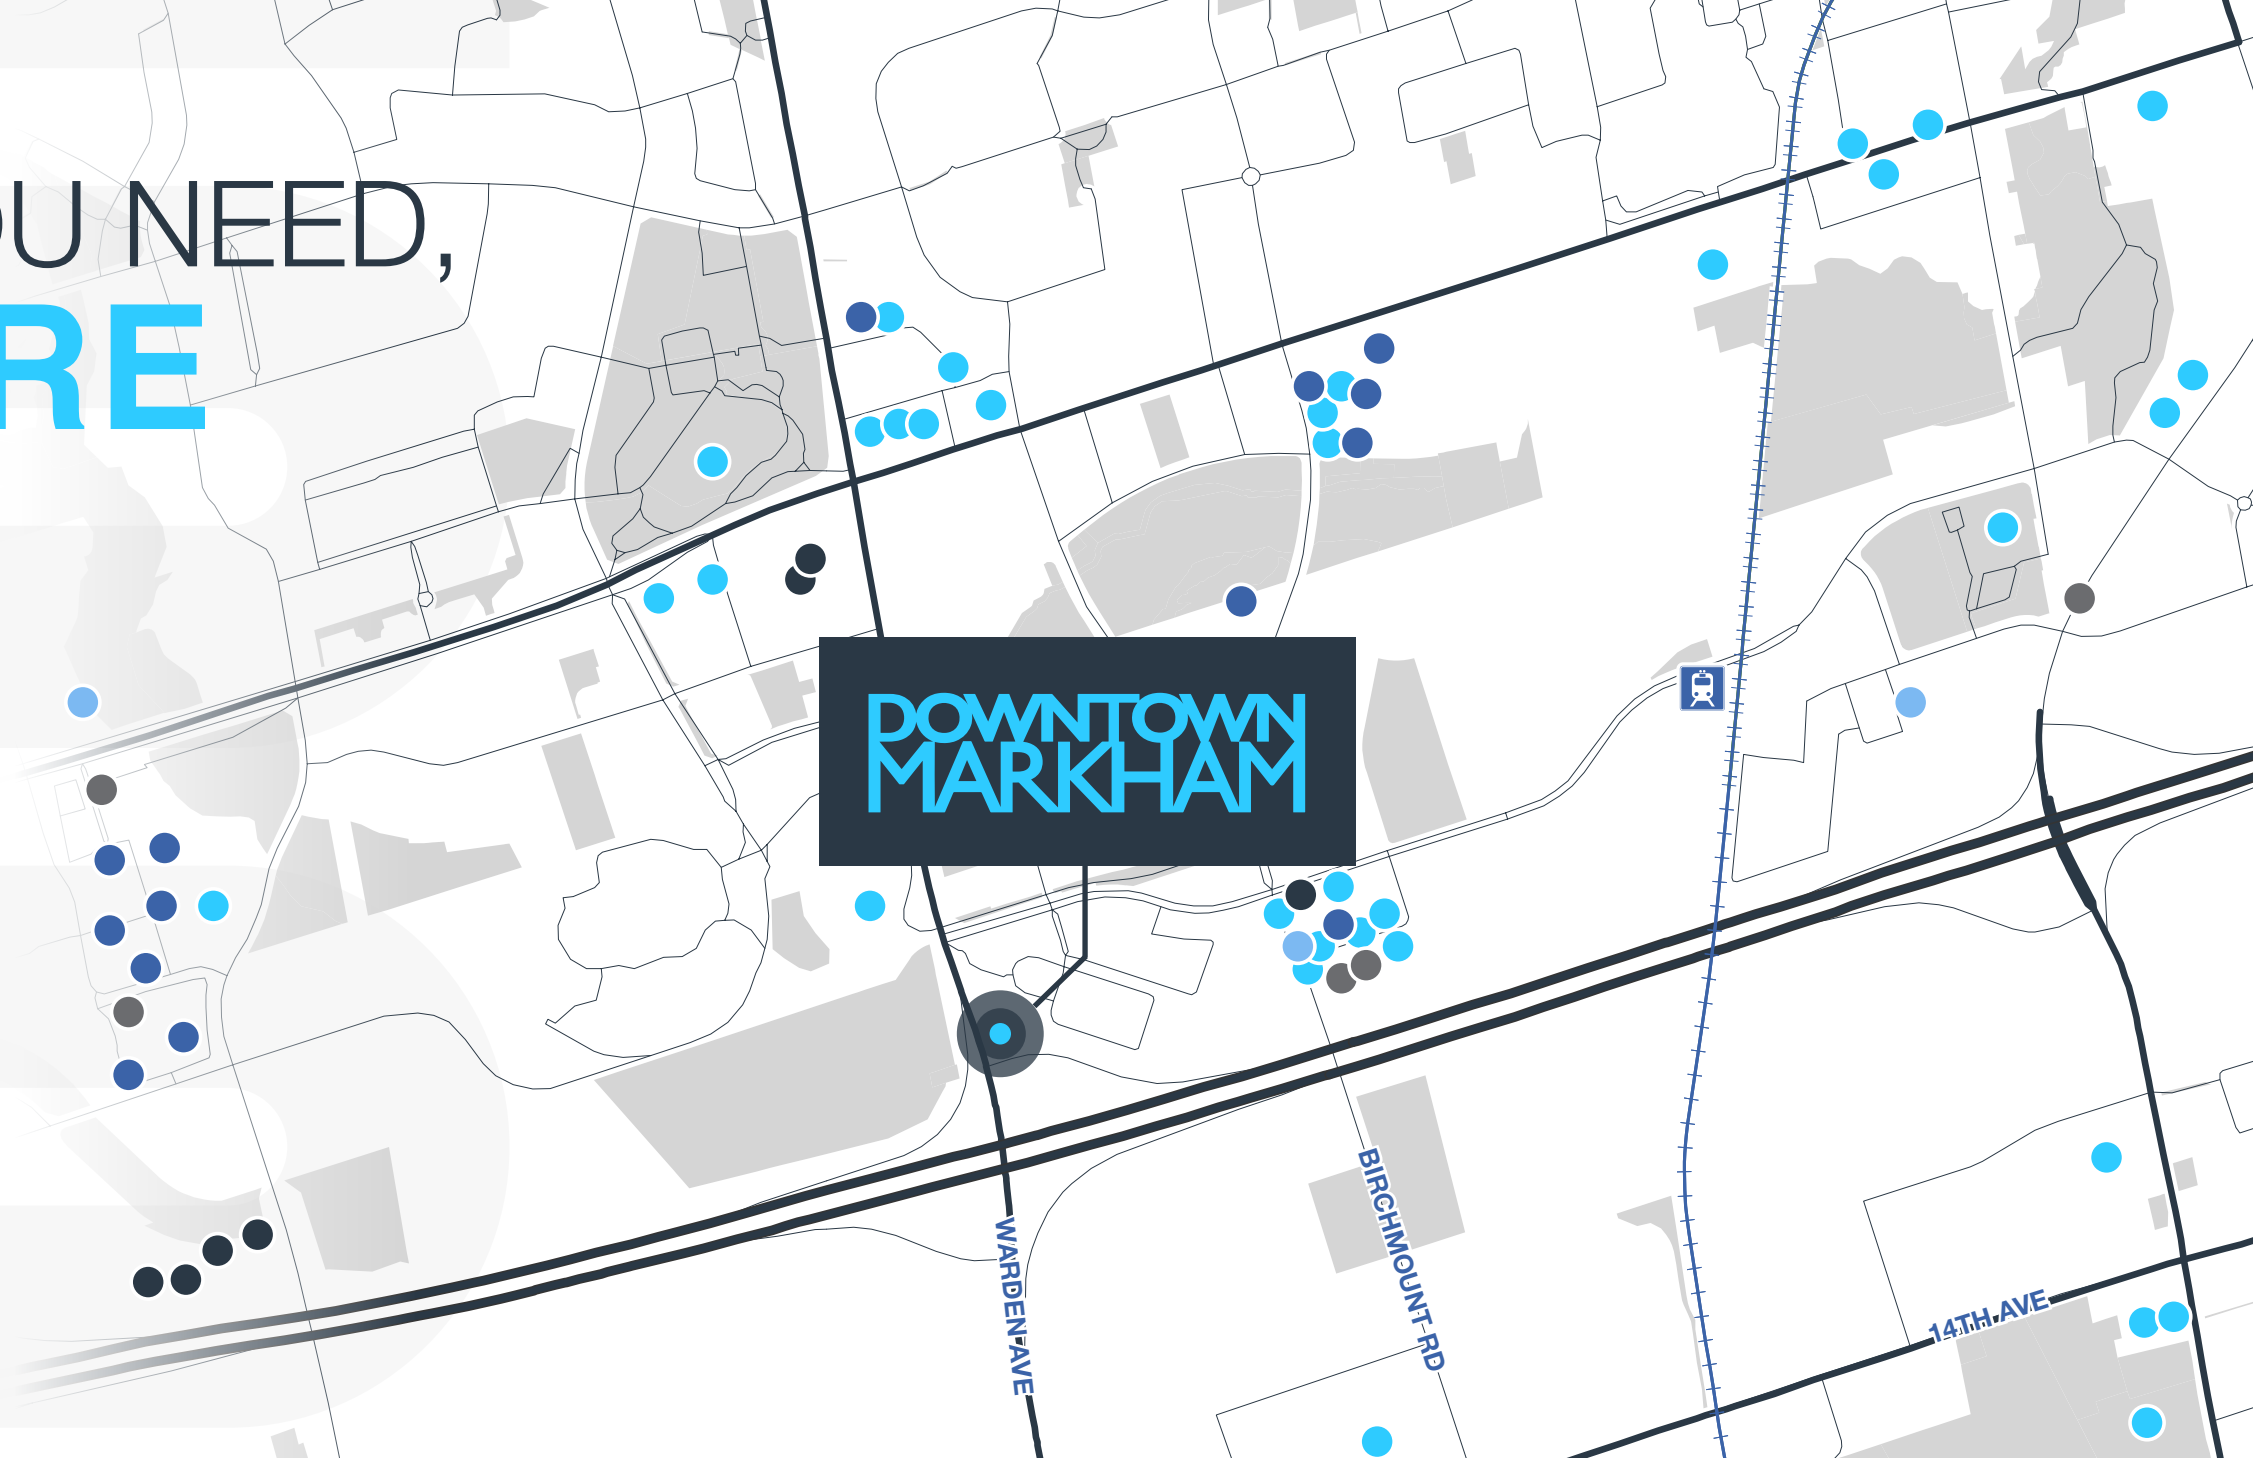 U NEED,
RE
DOWNTOWN
MARKHAM
WARDEN AVE
BIRCHMOUNT RD
14TH AVE